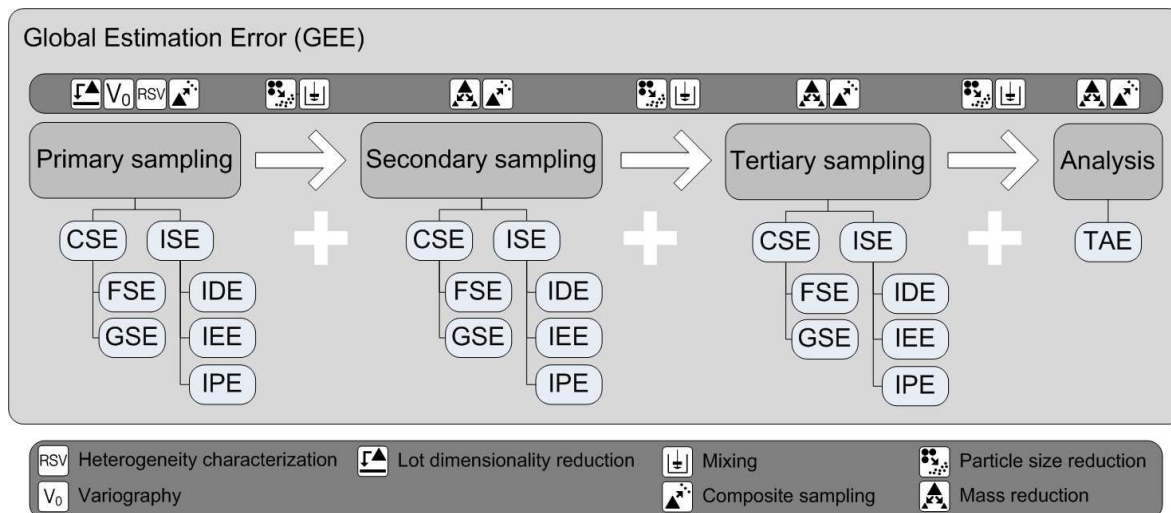 Global Estimation Error (GEE)
V0 RSV
Primary sampling Secondary sampling Tertiary sampling Analysis
CSE ISE CSE ISE CSE ISE TAE
FSE IDE FSE IDE FSE IDE
GSE IEE GSE IEE GSE IEE
IPE IPE IPE
RSV Heterogeneity characterization Lot dimensionality reduction Mixing Particle size reduction
V0 Variography Composite sampling Mass reduction